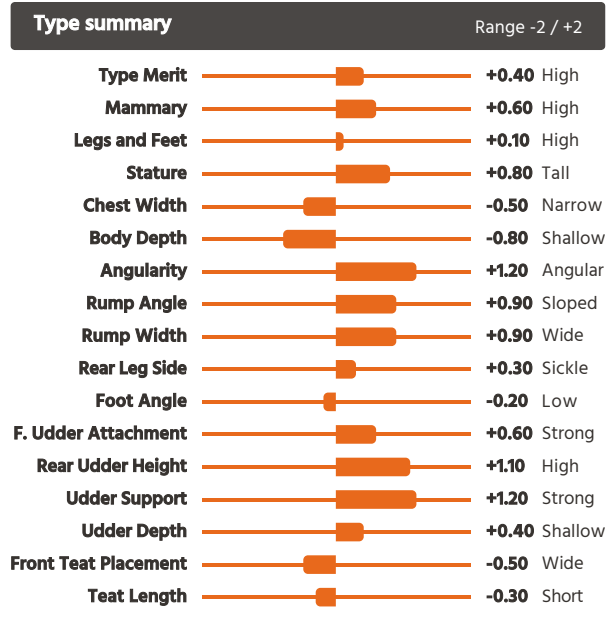 Type summary Range -2 / +2
Type Merit +0.40 High
Mammary +0.60 High
Legs and Feet +0.10 High
Stature +0.80 Tall
Chest Width -0.50 Narrow
Body Depth -0.80 Shallow
Angularity +1.20 Angular
Rump Angle +0.90 Sloped
Rump Width +0.90 Wide
Rear Leg Side +0.30 Sickle
Foot Angle -0.20 Low
F. Udder Attachment +0.60 Strong
Rear Udder Height +1.10 High
Udder Support +1.20 Strong
Udder Depth +0.40 Shallow
Front Teat Placement -0.50 Wide
Teat Length -0.30 Short